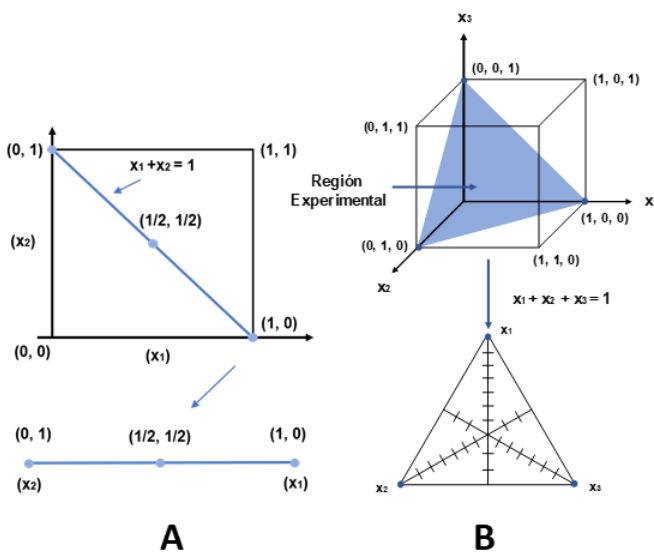 (0, 1)
(1, 1)
x₁ +x₂ = 1
(1/2, 1/2)
(x₂)
(1, 0)
(0, 0)
(x₁)
(0, 1)
(1/2, 1/2)
(1, 0)
(x₂)
(x₁)
A
x₃
(0, 0, 1)
(1, 0, 1)
(0, 1, 1)
Región
Experimental
x
(1, 0, 0)
(0, 1, 0)
(1, 1, 0)
x₂
x₁ + x₂ + x₃ = 1
x₁
x₂
x₃
B